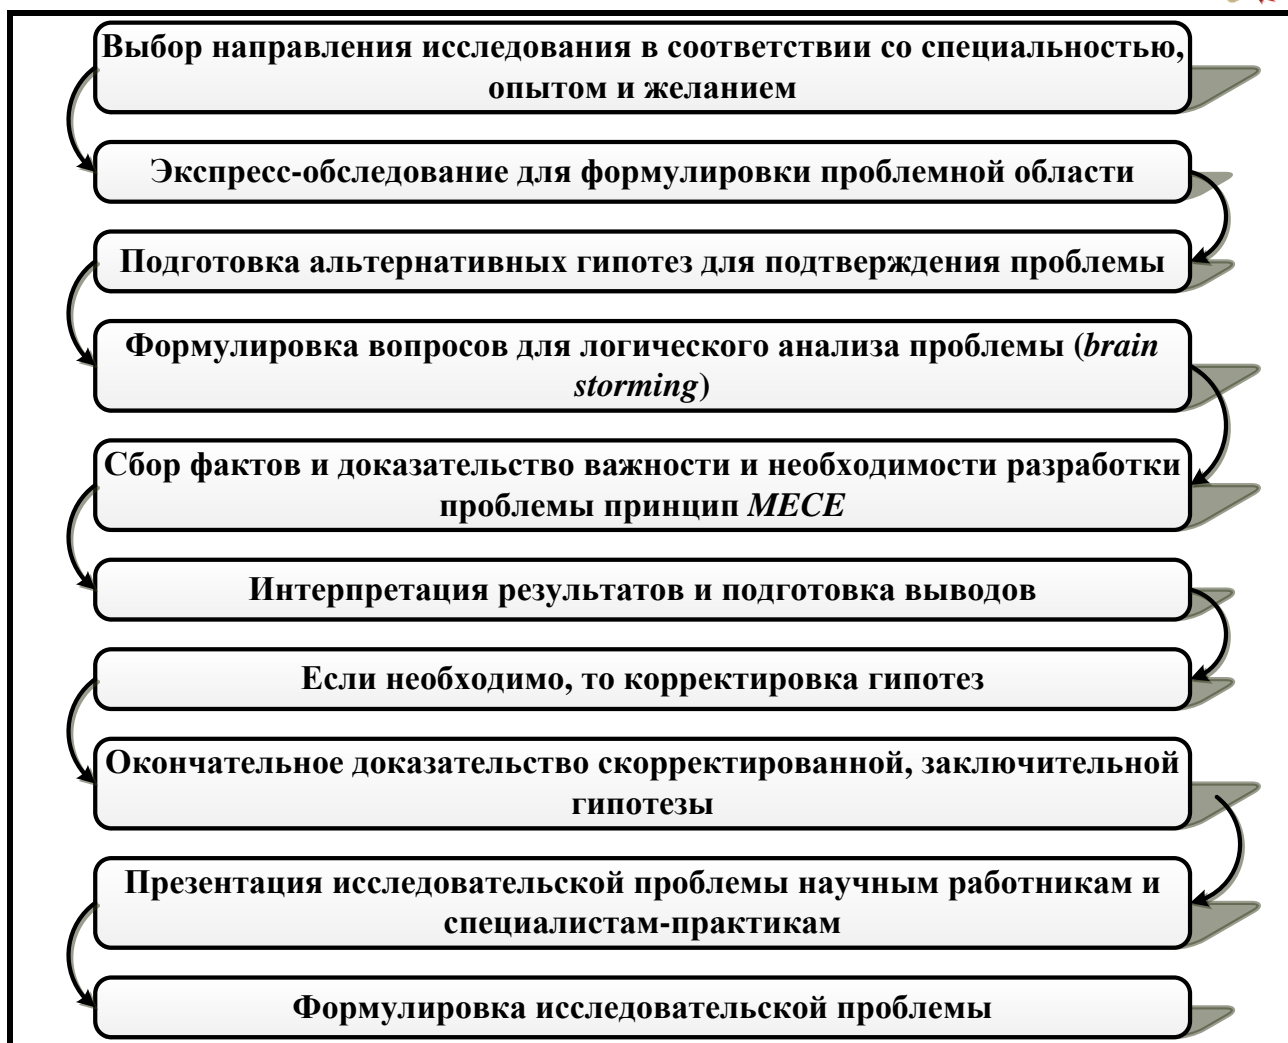 Выбор направления исследования в соответствии со специальностью,
опытом и желанием
Экспресс-обследование для формулировки проблемной области
Подготовка альтернативных гипотез для подтверждения проблемы
Формулировка вопросов для логического анализа проблемы (brain
storming)
Сбор фактов и доказательство важности и необходимости разработки
проблемы принцип MECE
Интерпретация результатов и подготовка выводов
Если необходимо, то корректировка гипотез
Окончательное доказательство скорректированной, заключительной
гипотезы
Презентация исследовательской проблемы научным работникам и
специалистам-практикам
Формулировка исследовательской проблемы